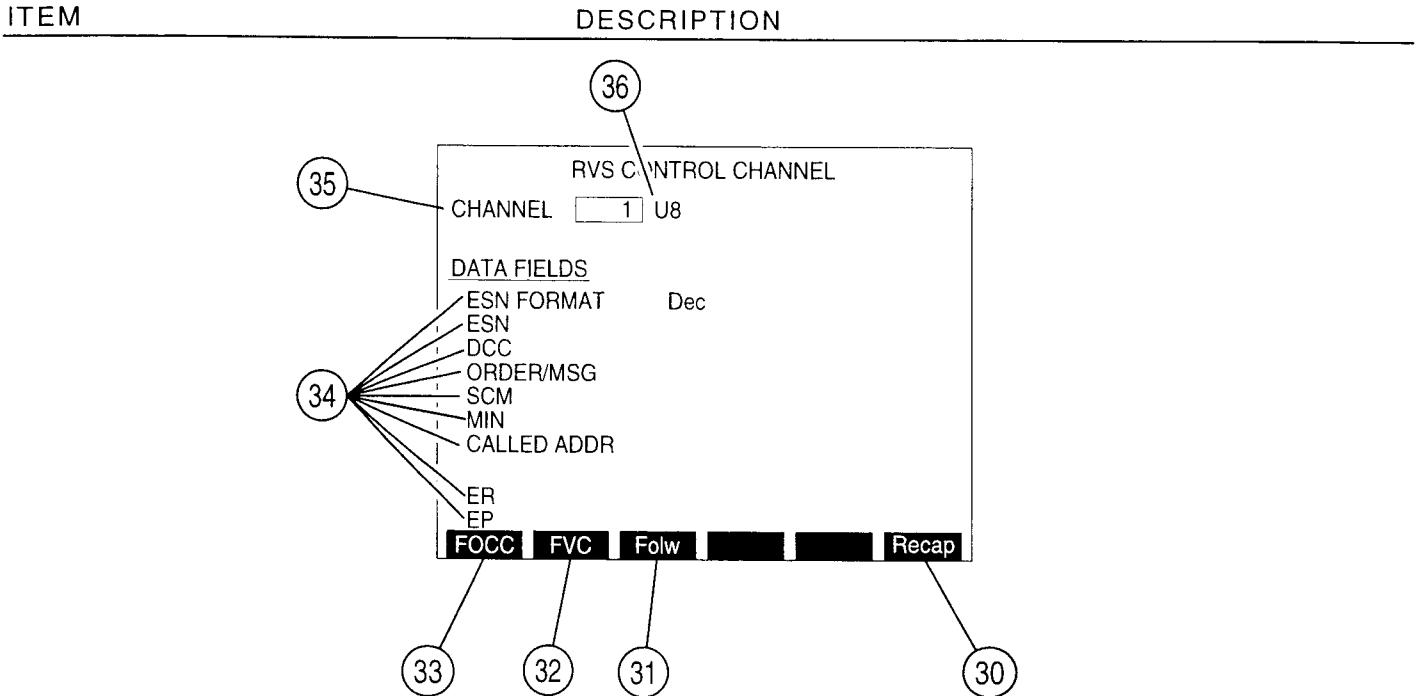 ITEM DESCRIPTION
36
RVS CONTROL CHANNEL
35
CHANNEL 1 U8
DATA FIELDS
ESN FORMAT Dec
ESN
DCC
ORDER/MSG
34
SCM
MIN
CALLED ADDR
ER
EP
FOCC FVC Folw Recap
33 32 31 30